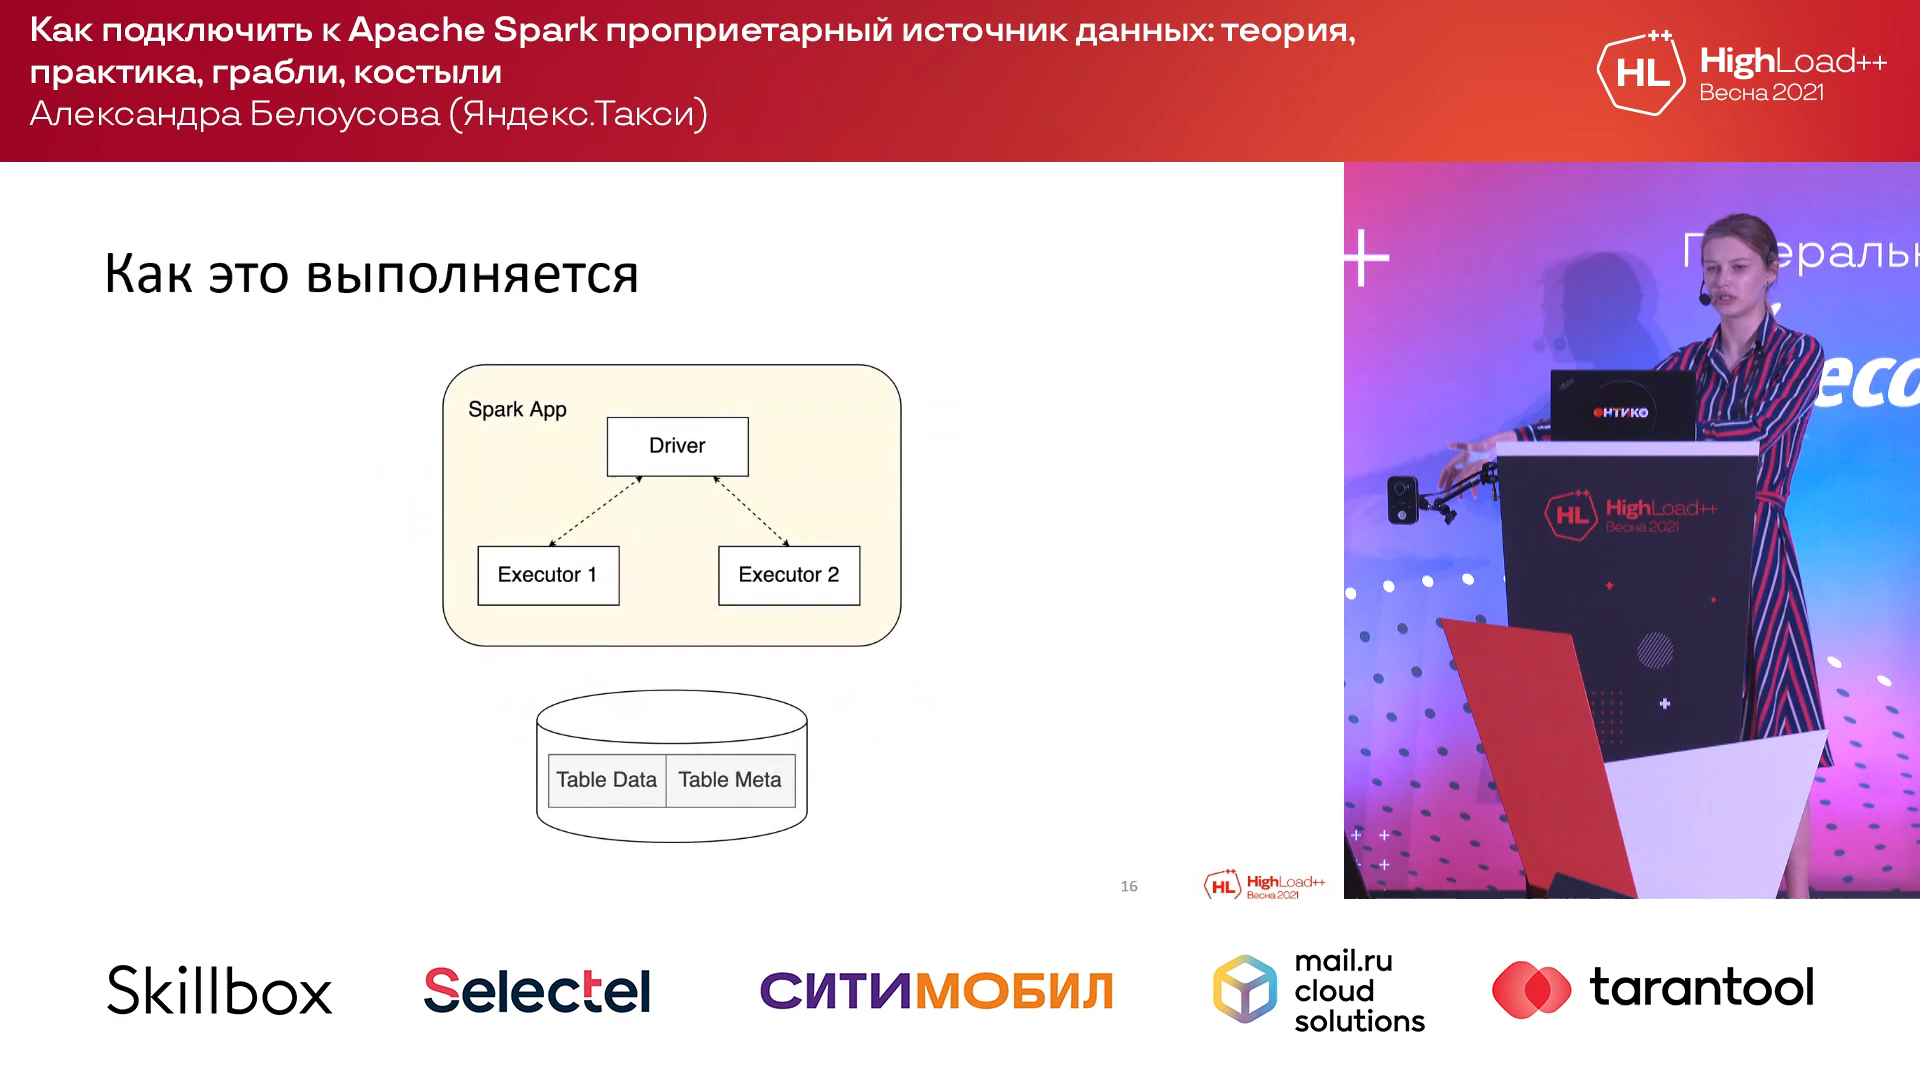 Как подключить к Apache Spark проприетарный источник данных: теория,
практика, грабли, костыли
Александра Белоусова (Яндекс.Такси)
HL++
HighLoad++
Весна 2021
Как это выполняется
Spark App
Driver
Executor 1
Executor 2
Table Data
Table Meta
16
HL++
HighLoad++
Весна 2021
ОНТИКО
HL++
HighLoad++
Весна 2021
Skillbox
Selectel
СИТИМОБИЛ
mail.ru
cloud
solutions
tarantool